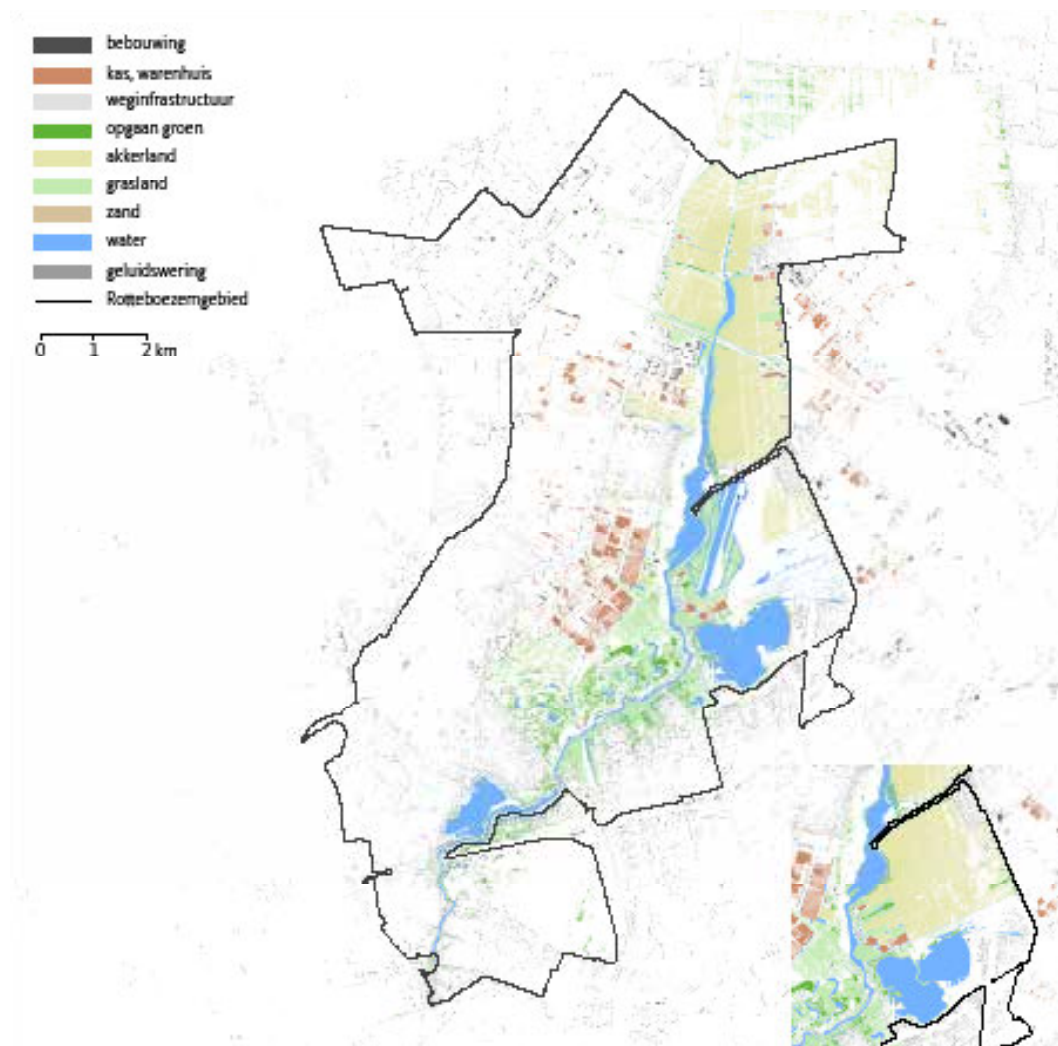 bebouwing
kas, warenhuis
weginfrastructuur
opgaan groen
akkerland
grasland
zand
water
geluidswering
Rotteboezemgebied
0 1 2 km